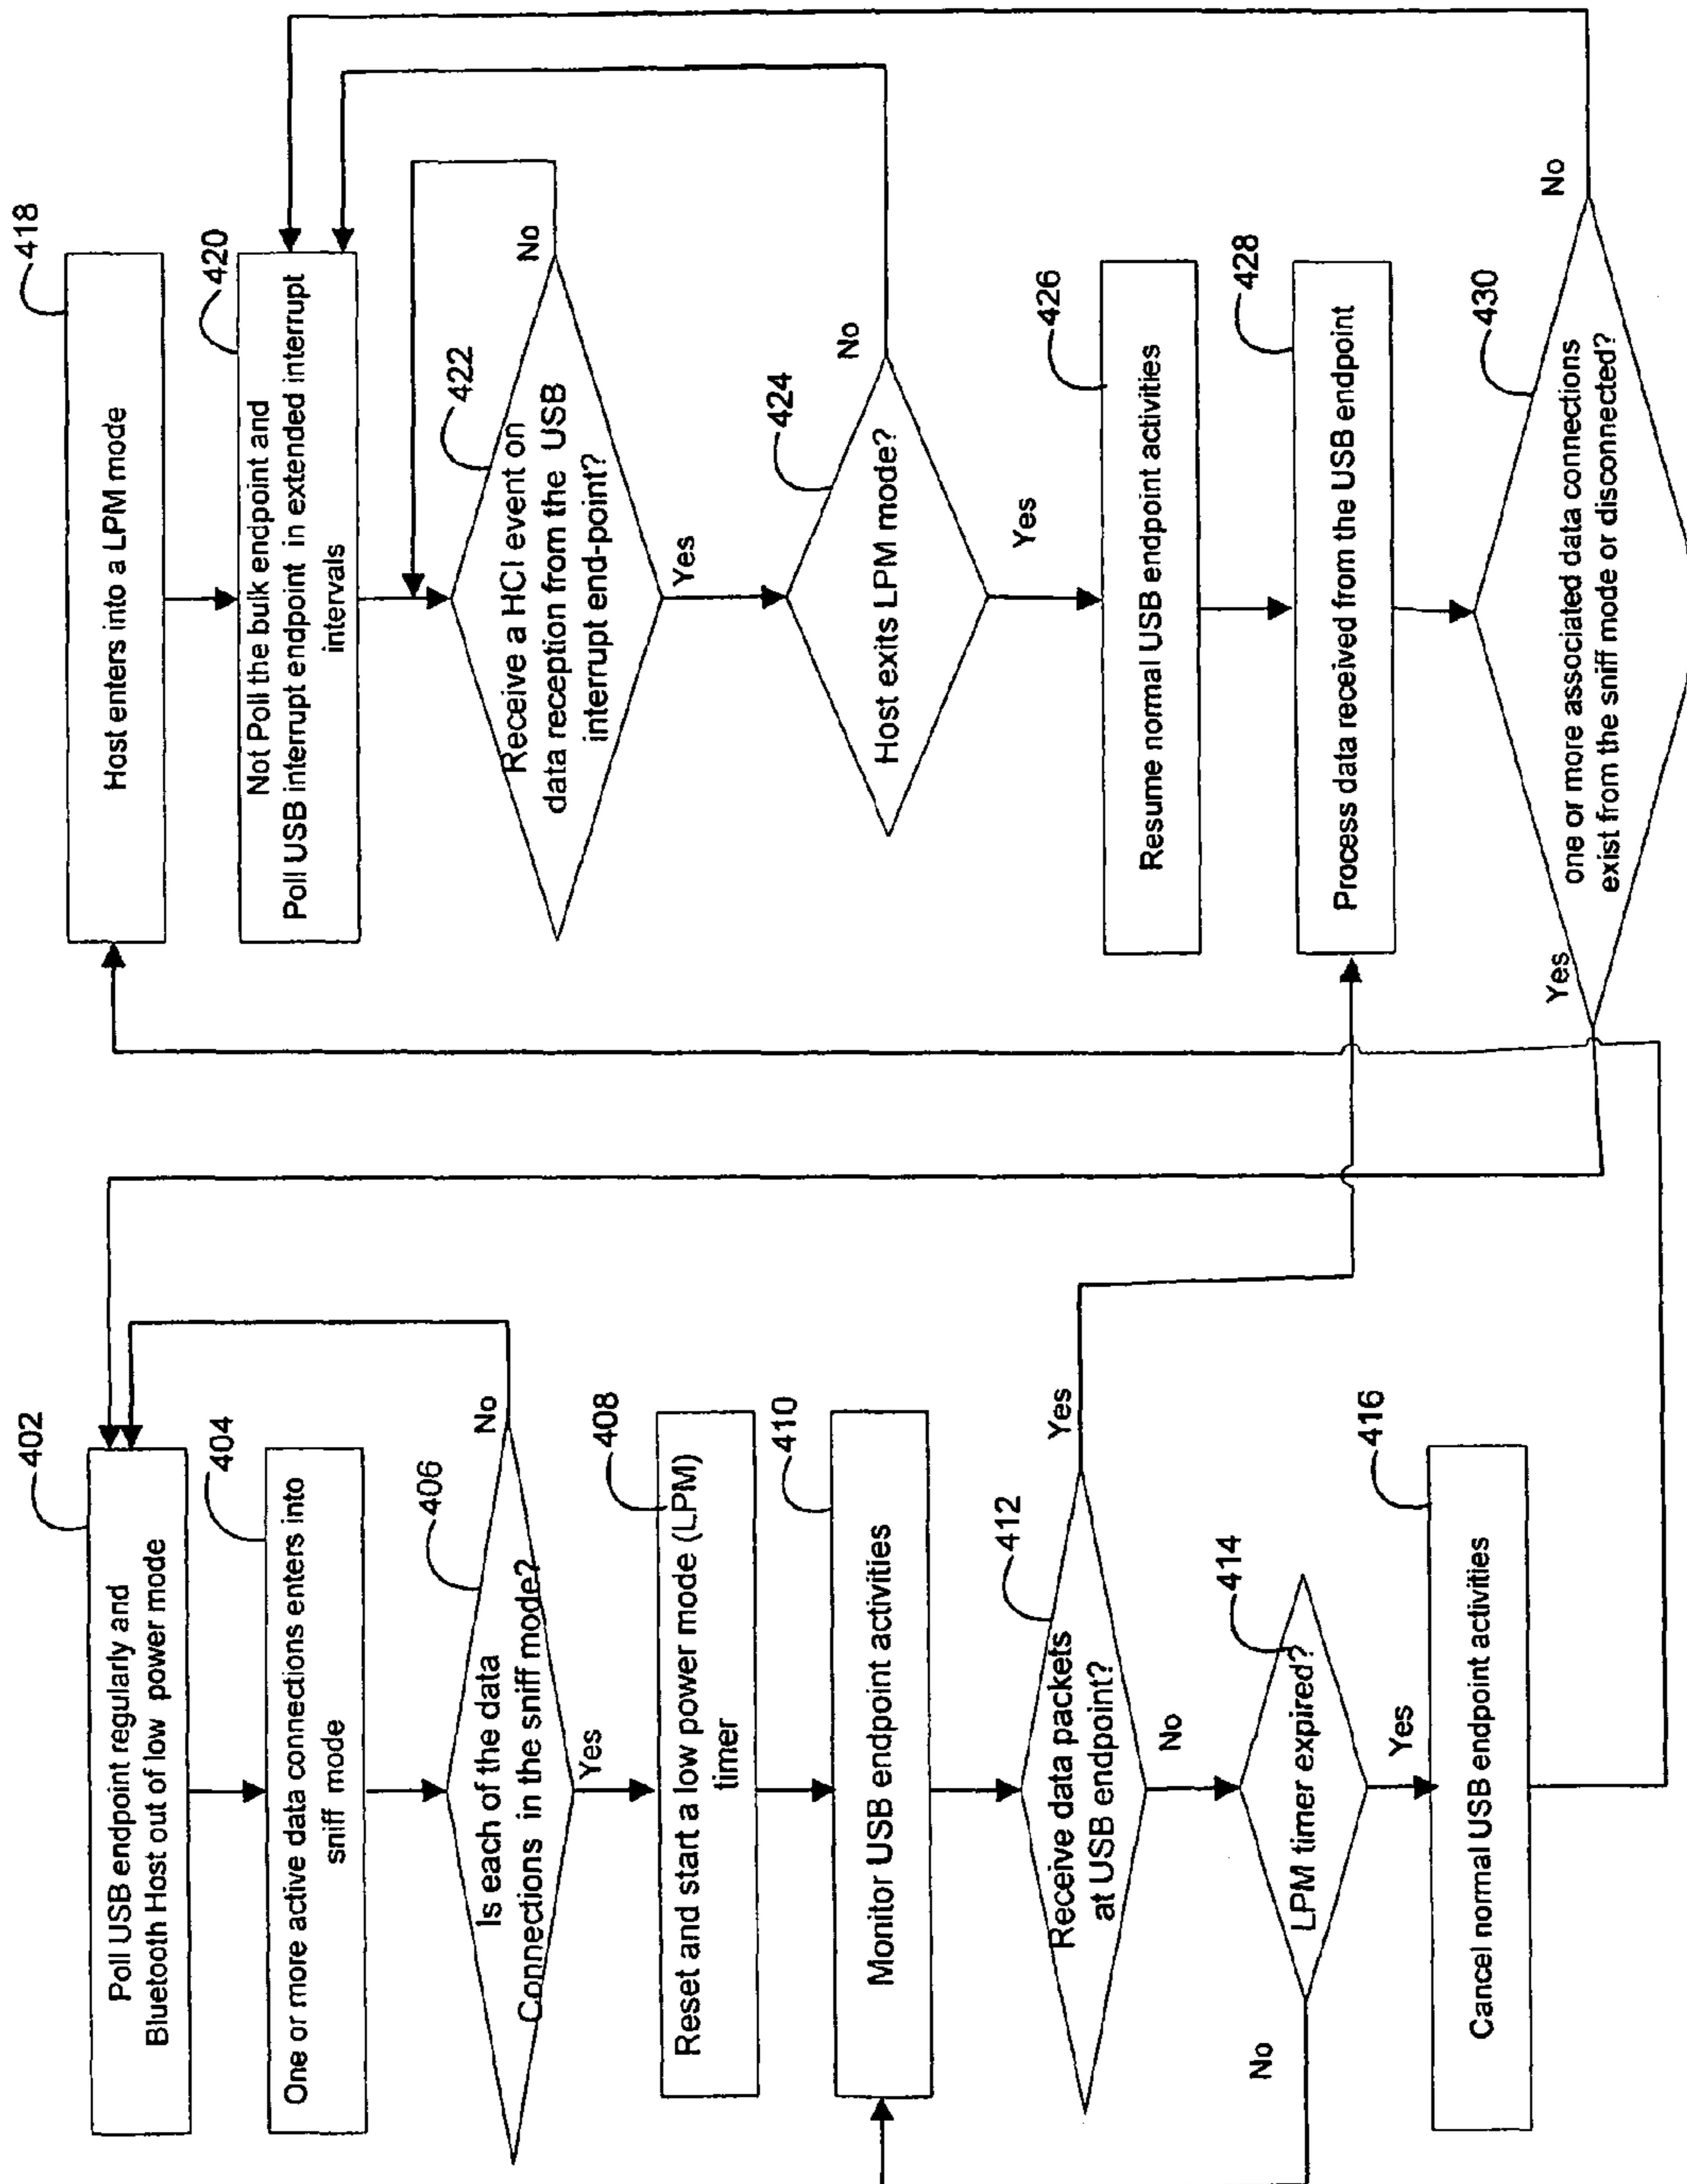 402
Poll USB endpoint regularly and
Bluetooth Host out of low power mode
404
One or more active data connections enters into
sniff mode
406
Is each of the data
Connections in the sniff mode?
No
Yes
408
Reset and start a low power mode (LPM)
timer
410
Monitor USB endpoint activities
412
Receive data packets
at USB endpoint?
Yes
No
414
LPM timer expired?
No
Yes
416
Cancel normal USB endpoint activities
418
Host enters into a LPM mode
420
Not Poll the bulk endpoint and
Poll USB interrupt endpoint in extended interrupt
intervals
422
Receive a HCI event on
data reception from the USB
interrupt end-point?
No
Yes
424
Host exits LPM mode?
No
Yes
426
Resume normal USB endpoint activities
428
Process data received from the USB endpoint
430
one or more associated data connections
exist from the sniff mode or disconnected?
Yes
No